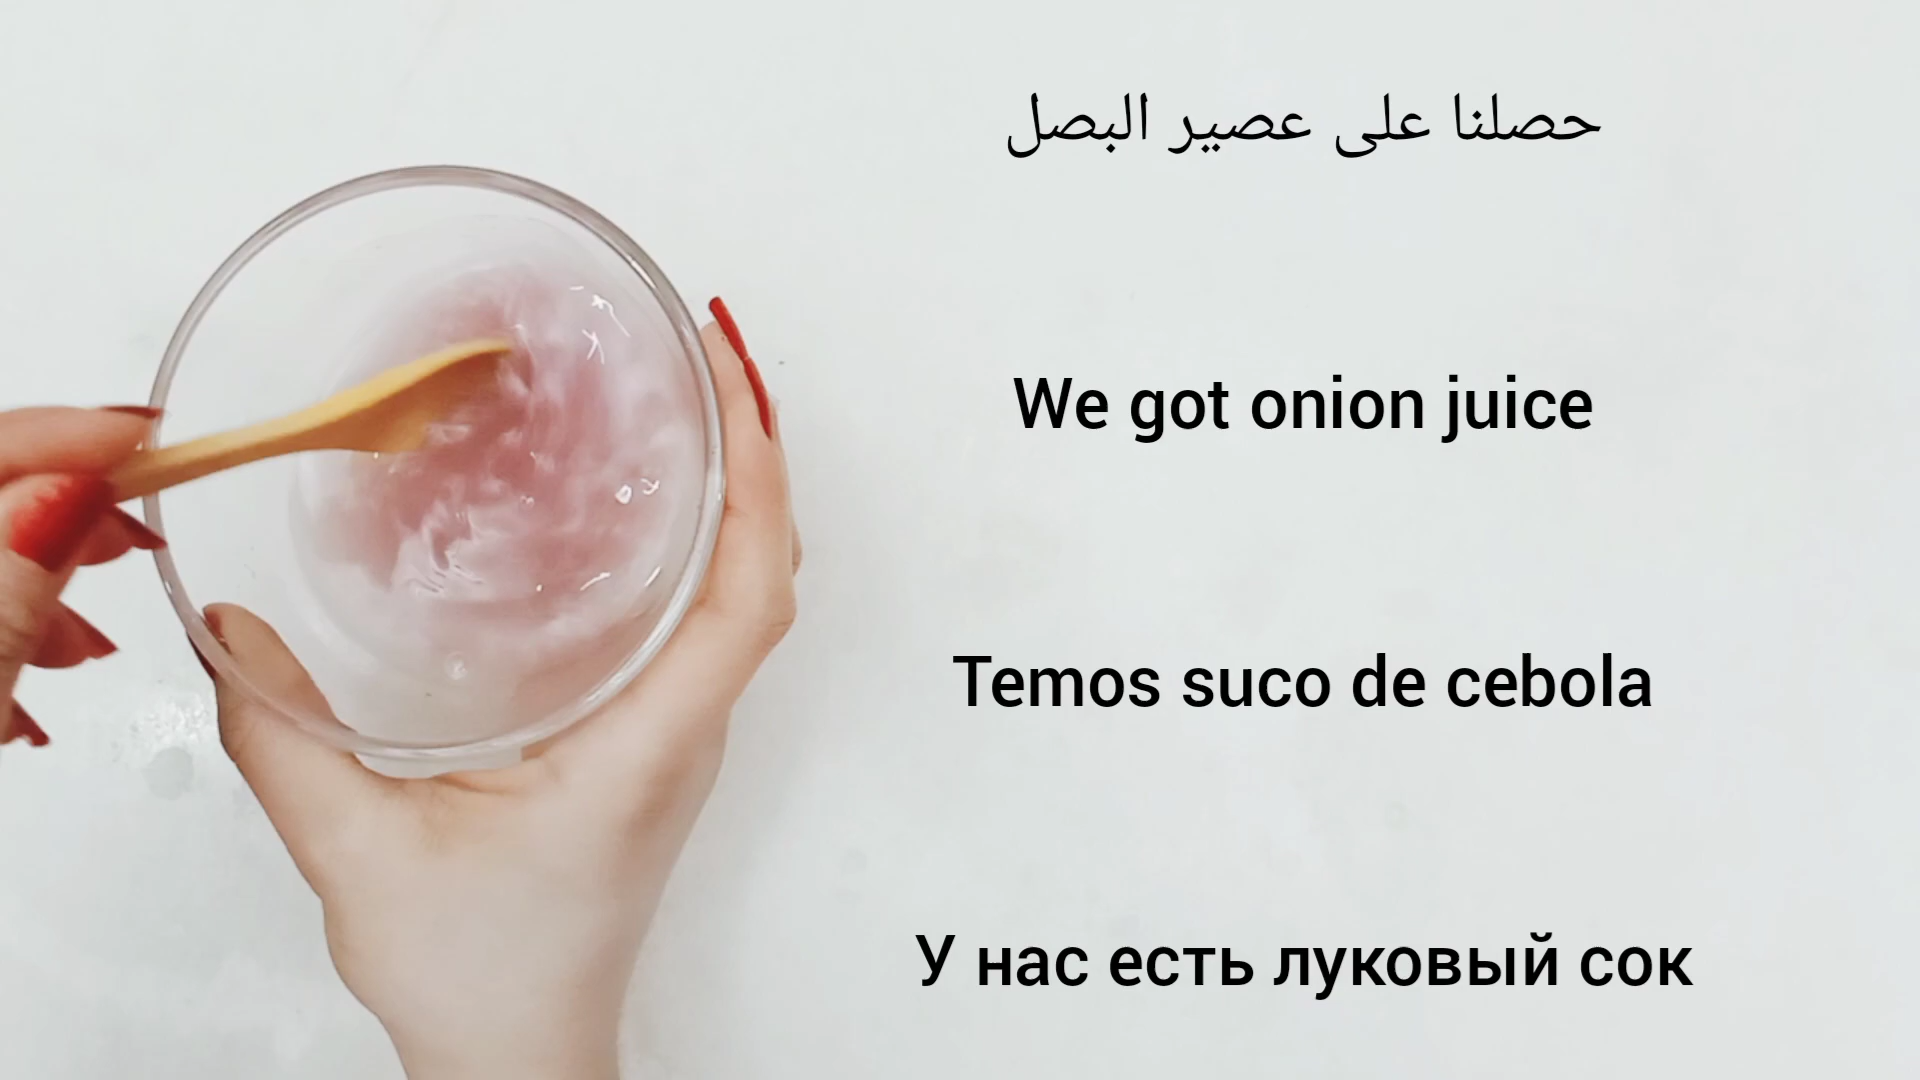 حصلنا على عصير البصل
We got onion juice
Temos suco de cebola
У нас есть луковый сок